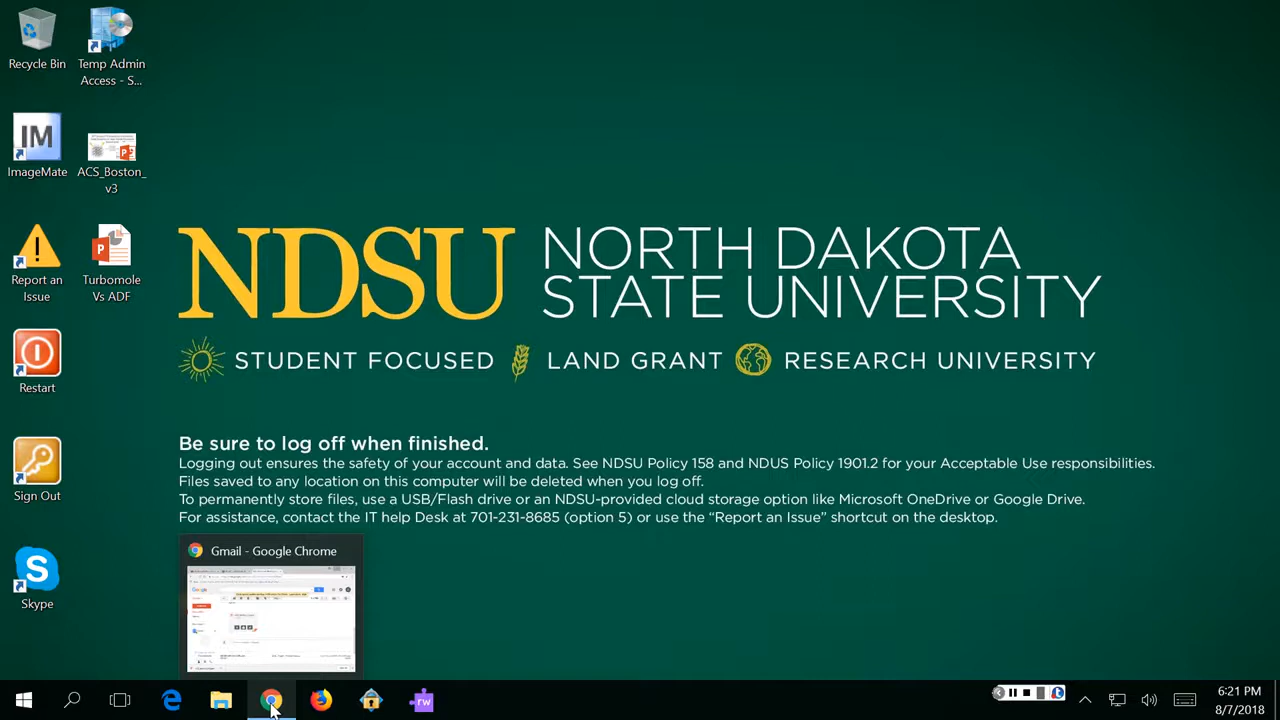 Recycle Bin
Temp Admin
Access - S...
IM
ImageMate
ACS_Boston_
v3
Report an
Issue
Turbomole
Vs ADF
Restart
Sign Out
Skype
NDSU
NORTH DAKOTA
STATE UNIVERSITY
STUDENT FOCUSED
LAND GRANT
RESEARCH UNIVERSITY
Be sure to log off when finished.
Logging out ensures the safety of your account and data. See NDSU Policy 158 and NDUS Policy 1901.2 for your Acceptable Use responsibilities.
Files saved to any location on this computer will be deleted when you log off.
To permanently store files, use a USB/Flash drive or an NDSU-provided cloud storage option like Microsoft OneDrive or Google Drive.
For assistance, contact the IT help Desk at 701-231-8685 (option 5) or use the “Report an Issue” shortcut on the desktop.
Gmail - Google Chrome
rw
6:21 PM
8/7/2018